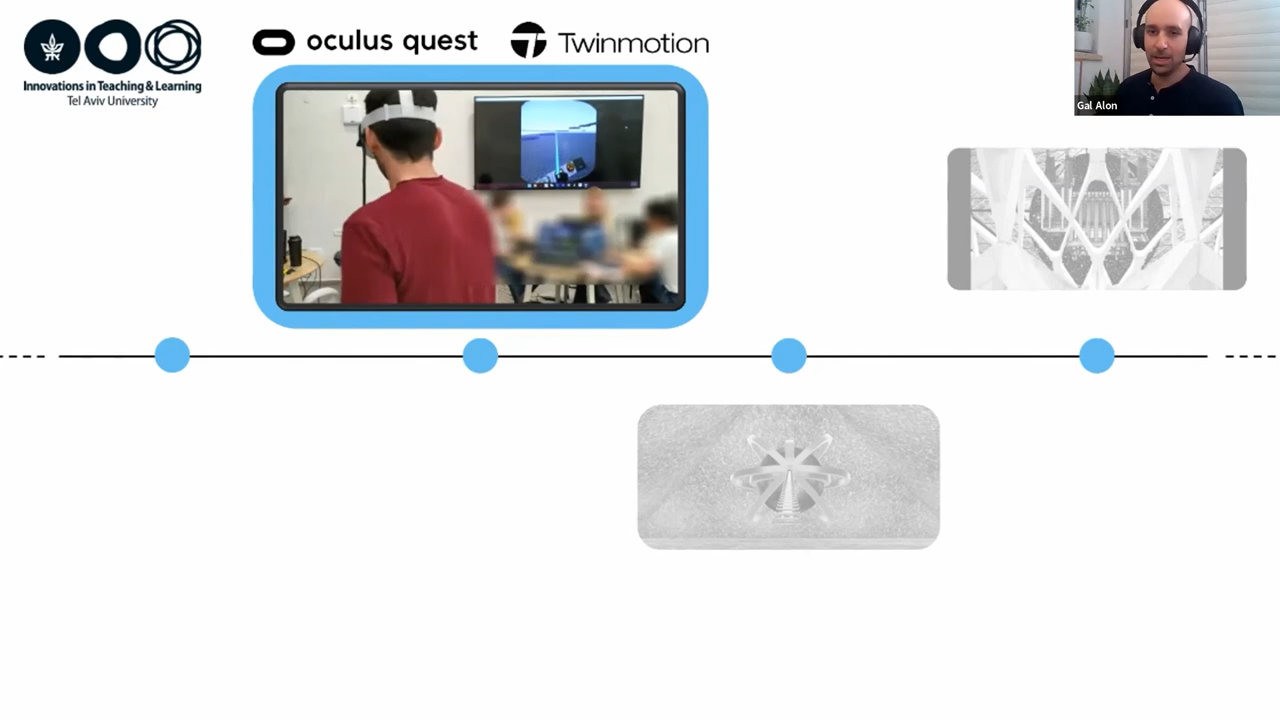 oculus quest
Twinmotion
Innovations in Teaching & Learning
Tel Aviv University
Gal Alon